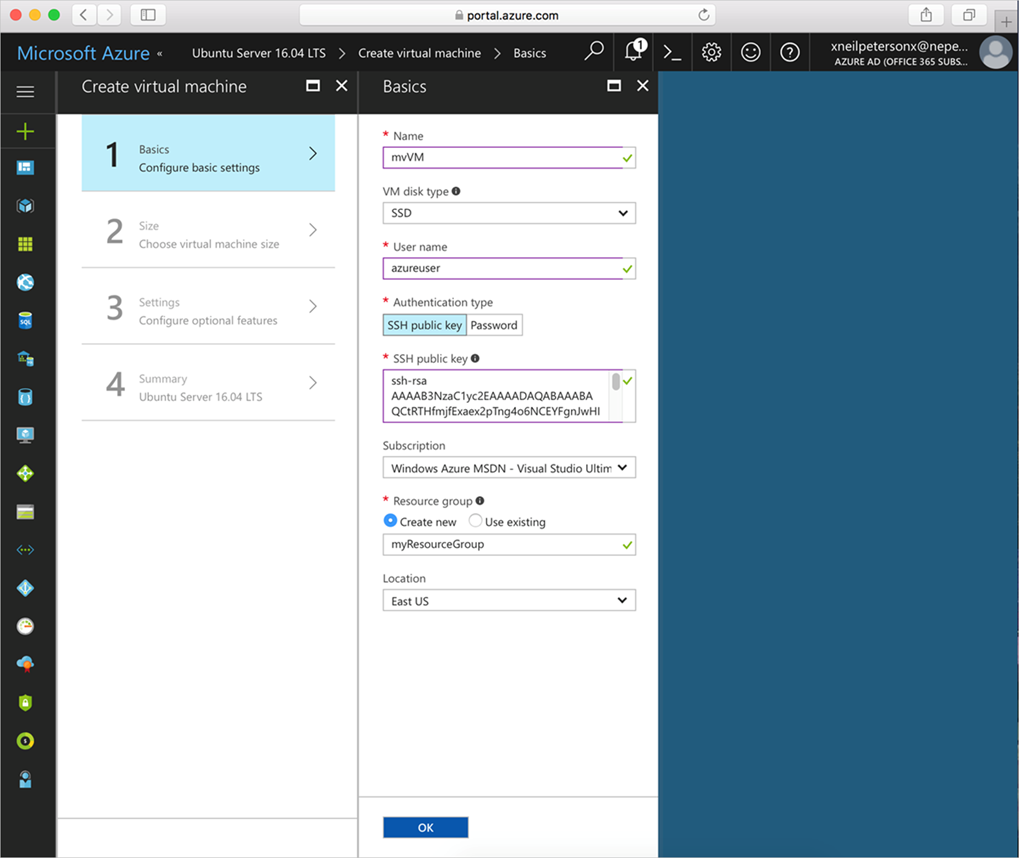 portal.azure.com
Microsoft Azure «
Ubuntu Server 16.04 LTS > Create virtual machine > Basics
1
xneilpetersonx@nepe...
AZURE AD (OFFICE 365 SUBS...
Create virtual machine
1
Basics
Configure basic settings
2
Size
Choose virtual machine size
3
Settings
Configure optional features
4
Summary
Ubuntu Server 16.04 LTS
Basics
* Name
mvVM
VM disk type
SSD
* User name
azureuser
* Authentication type
SSH public key Password
* SSH public key
ssh-rsa
AAAAB3NzaC1yc2EAAAADAQABAAABA
QCtRTHfmjfExaex2pTng4o6NCEYFgnJwHI
Subscription
Windows Azure MSDN - Visual Studio Ultim
* Resource group
Create new Use existing
myResourceGroup
Location
East US
OK
SQL